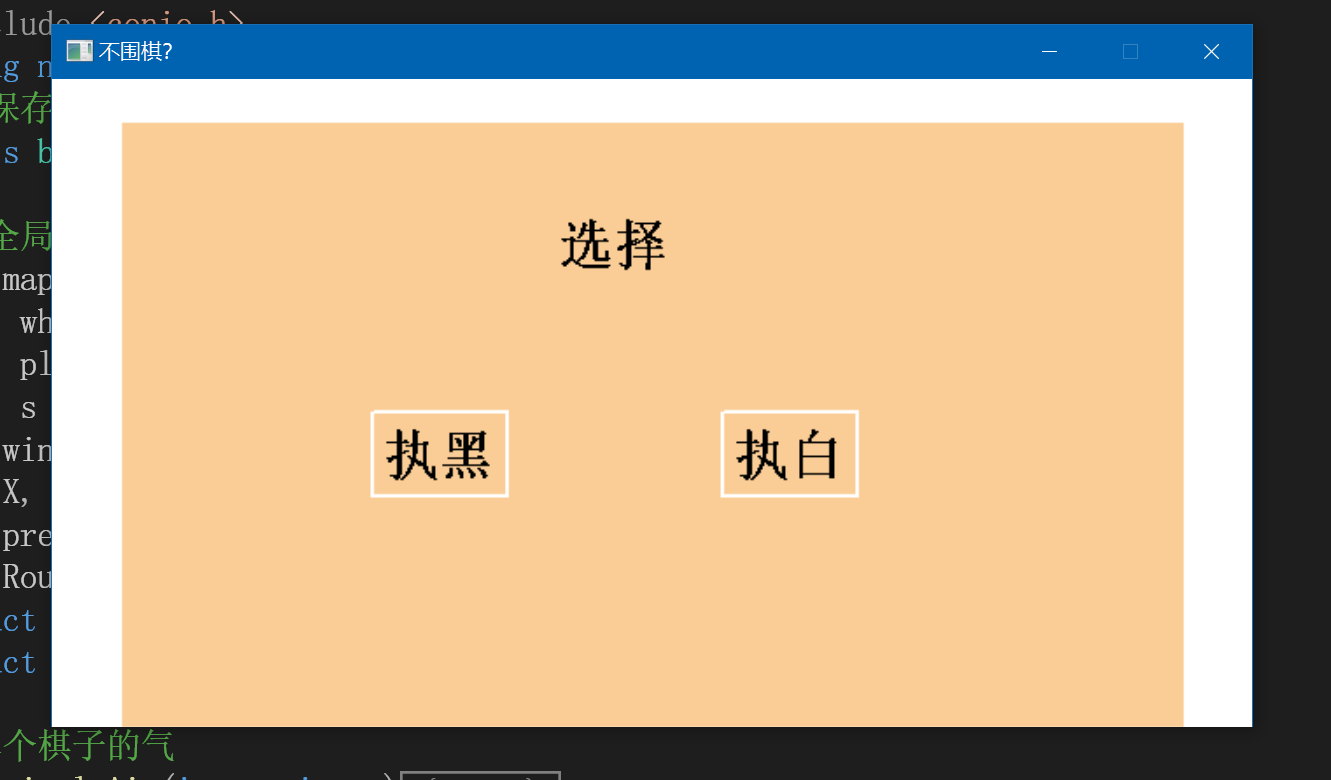 lude <conio.h>
不围棋?
g n
保存
s b
选择
全局
map
wh
pl
s
执黑 执白
win
X,
pre
Rou
ct
ct
个棋子的气